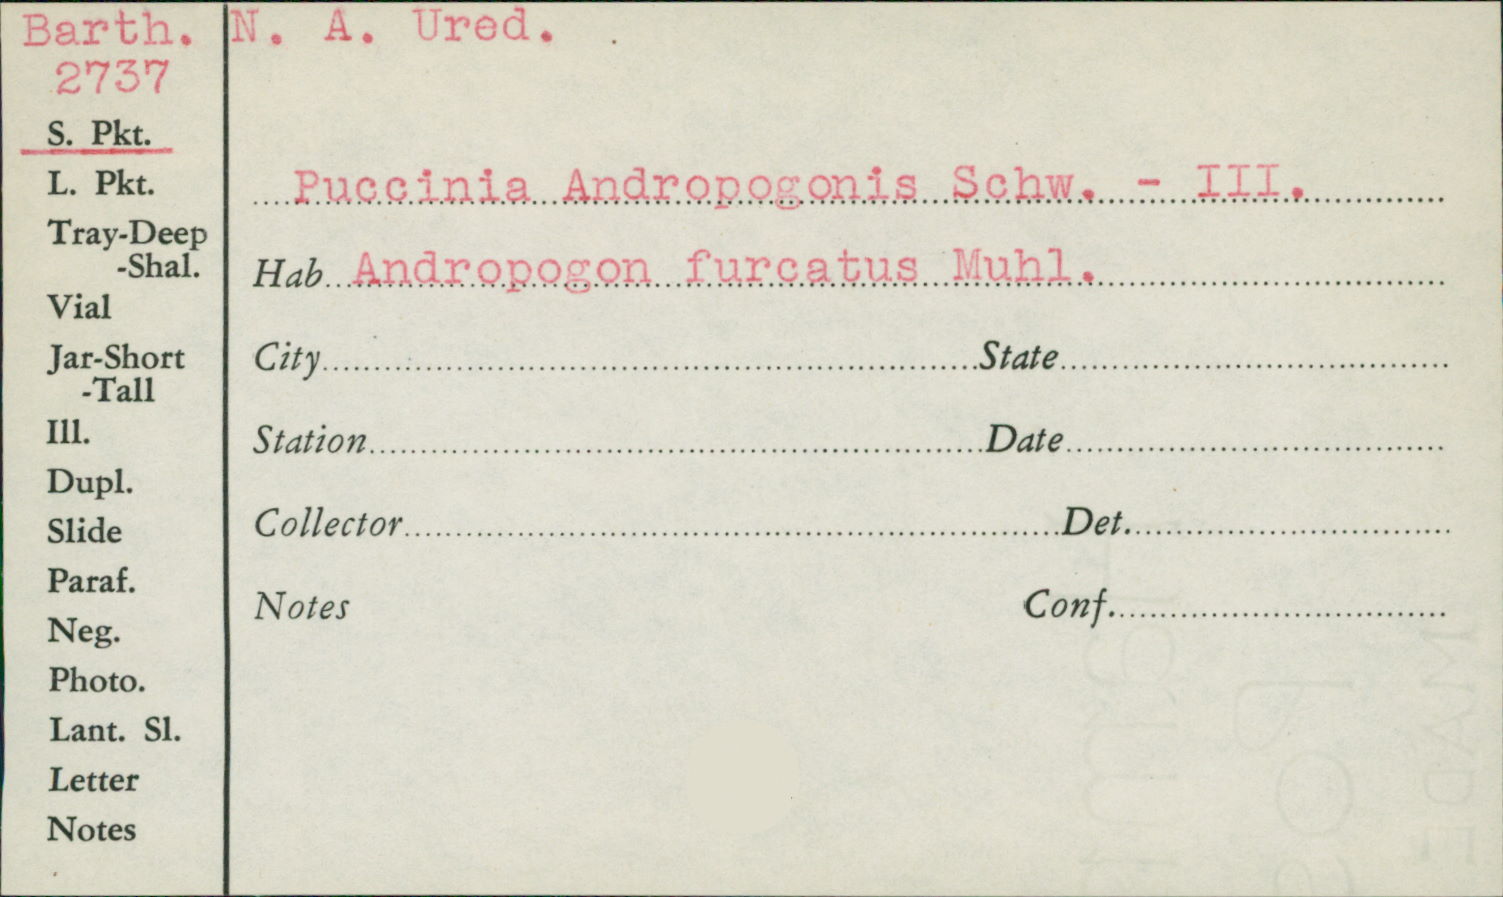 Barth. N. A. Ured.
2737
S. Pkt.
L. Pkt.
Tray-Deep
-Shal.
Vial
Jar-Short
-Tall
Ill.
Dupl.
Slide
Paraf.
Neg.
Photo.
Lant. Sl.
Letter
Notes
Puccinia Andropogonis Schw. - III.
Hab. Andropogon furcatus Muhl.
City State
Station Date
Collector Det.
Notes Conf.